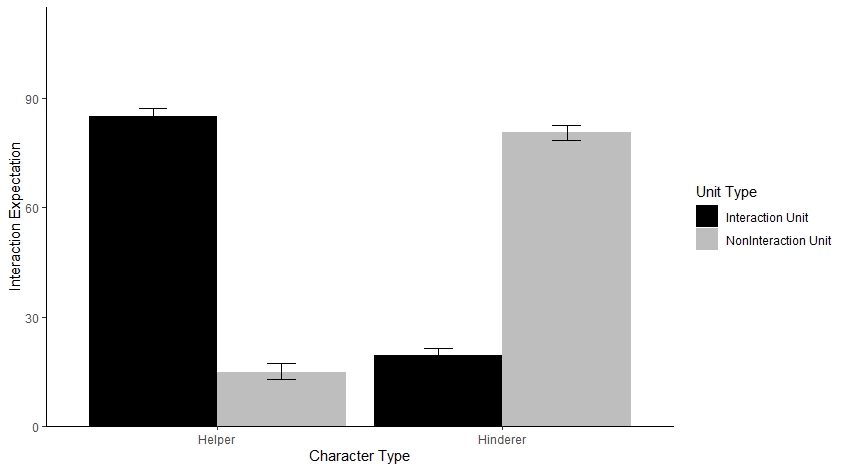 Interaction Expectation
90
60
30
0
Helper
Hinderer
Character Type
Unit Type
Interaction Unit
NonInteraction Unit